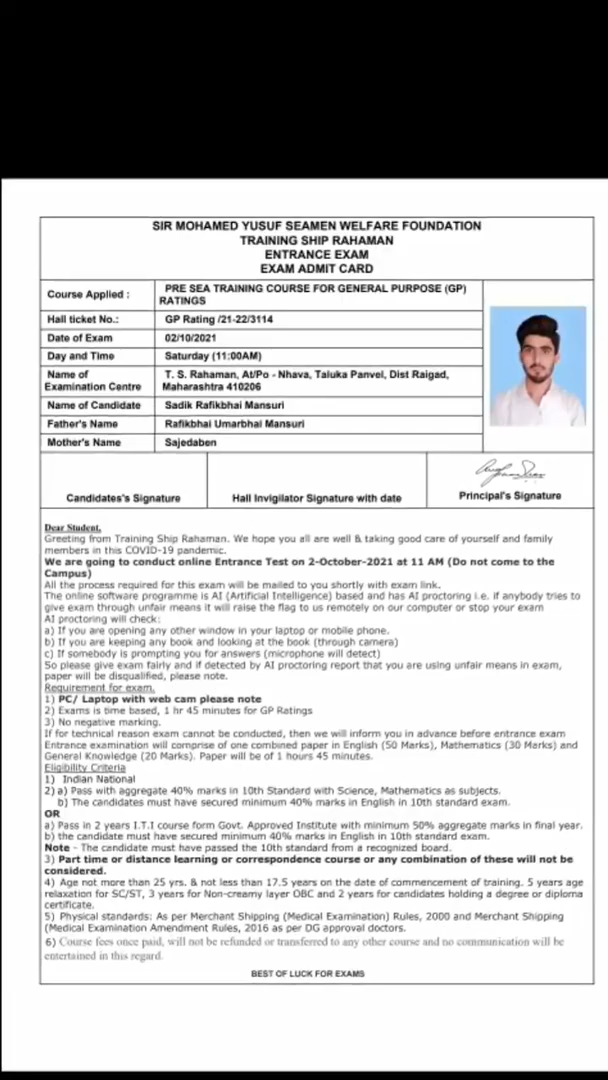 SIR MOHAMED YUSUF SEAMEN WELFARE FOUNDATION
TRAINING SHIP RAHAMAN
ENTRANCE EXAM
EXAM ADMIT CARD
Course Applied : PRE SEA TRAINING COURSE FOR GENERAL PURPOSE (GP)
RATINGS
Hall ticket No.: GP Rating /21-22/3114
Date of Exam 02/10/2021
Day and Time Saturday (11:00AM)
Name of T. S. Rahaman, At/Po - Nhava, Taluka Panvel, Dist Raigad,
Examination Centre Maharashtra 410206
Name of Candidate Sadik Rafikbhai Mansuri
Father's Name Rafikbhai Umarbhai Mansuri
Mother's Name Sajedaben
Candidates's Signature Hall Invigilator Signature with date Principal's Signature
Dear Student,
Greeting from Training Ship Rahaman. We hope you all are well & taking good care of yourself and family
members in this COVID-19 pandemic.
We are going to conduct online Entrance Test on 2-October-2021 at 11 AM (Do not come to the
Campus)
All the process required for this exam will be mailed to you shortly with exam link.
The online software programme is AI (Artificial Intelligence) based and has AI proctoring i.e. if anybody tries to
give exam through unfair means it will raise the flag to us remotely on our computer or stop your exam
AI proctoring will check:
a) If you are opening any other window in your laptop or mobile phone.
b) If you are keeping any book and looking at the book (through camera)
c) If somebody is prompting you for answers (microphone will detect)
So please give exam fairly and if detected by AI proctoring report that you are using unfair means in exam,
paper will be disqualified, please note.
Requirement for exam.
1) PC/ Laptop with web cam please note
2) Exams is time based, 1 hr 45 minutes for GP Ratings
3) No negative marking.
If for technical reason exam cannot be conducted, then we will inform you in advance before entrance exam
Entrance examination will comprise of one combined paper in English (50 Marks), Mathematics (30 Marks) and
General Knowledge (20 Marks). Paper will be of 1 hours 45 minutes.
Eligibility Criteria
1) Indian National
2) a) Pass with aggregate 40% marks in 10th Standard with Science, Mathematics as subjects.
b) The candidates must have secured minimum 40% marks in English in 10th standard exam.
OR
a) Pass in 2 years I.T.I course form Govt. Approved Institute with minimum 50% aggregate marks in final year.
b) the candidate must have secured minimum 40% marks in English in 10th standard exam.
Note - The candidate must have passed the 10th standard from a recognized board.
3) Part time or distance learning or correspondence course or any combination of these will not be
considered.
4) Age not more than 25 yrs. & not less than 17.5 years on the date of commencement of training. 5 years age
relaxation for SC/ST, 3 years for Non-creamy layer OBC and 2 years for candidates holding a degree or diploma
certificate.
5) Physical standards: As per Merchant Shipping (Medical Examination) Rules, 2000 and Merchant Shipping
(Medical Examination Amendment Rules, 2016 as per DG approval doctors.
6) Course fees once paid, will not be refunded or transferred to any other course and no communication will be
entertained in this regard.
BEST OF LUCK FOR EXAMS